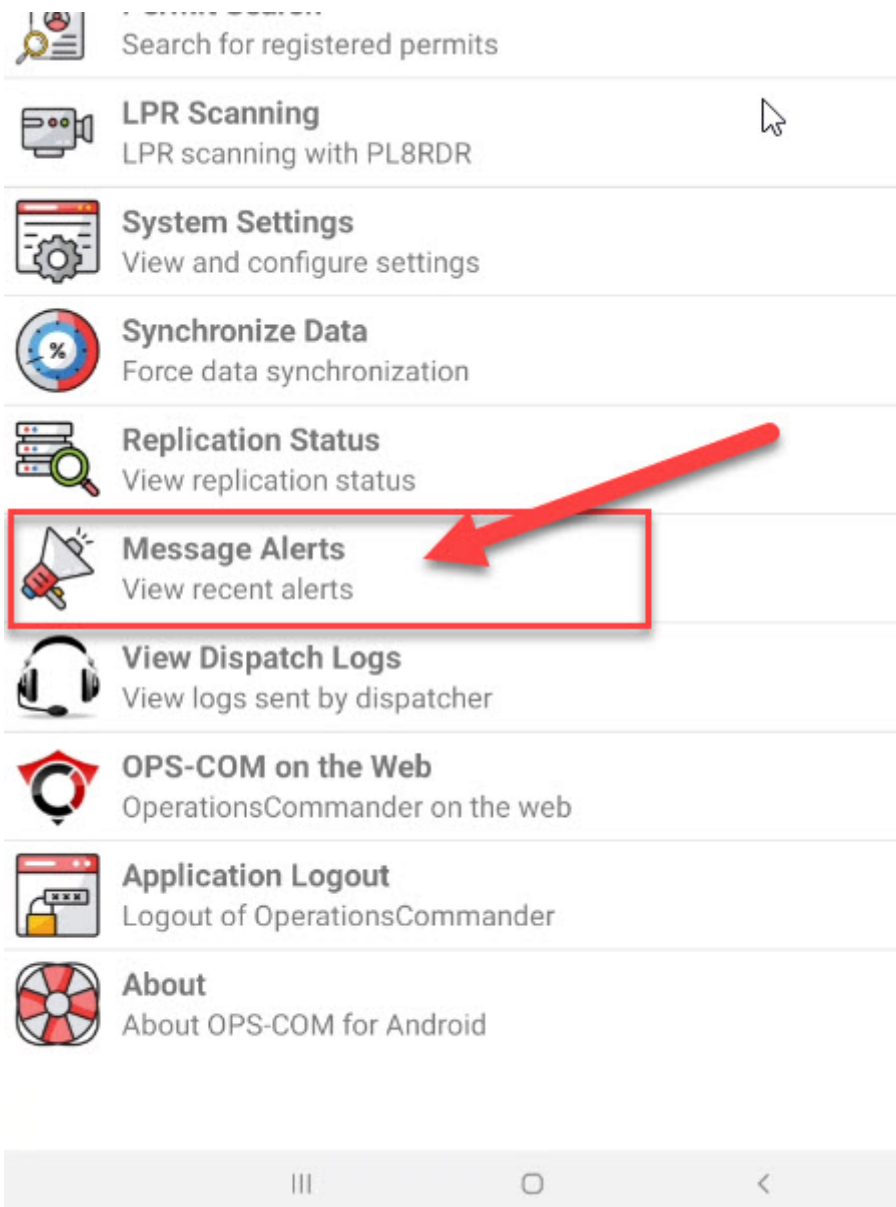 Search for registered permits
LPR Scanning
LPR scanning with PL8RDR
System Settings
View and configure settings
Synchronize Data
Force data synchronization
Replication Status
View replication status
Message Alerts
View recent alerts
View Dispatch Logs
View logs sent by dispatcher
OPS-COM on the Web
OperationsCommander on the web
Application Logout
Logout of OperationsCommander
About
About OPS-COM for Android